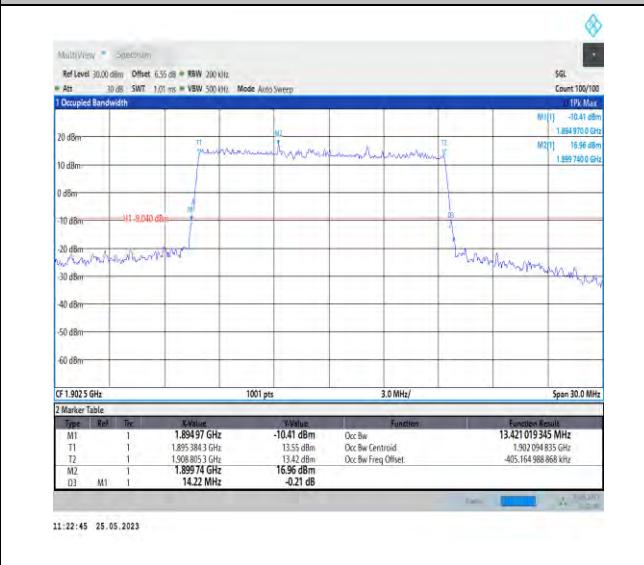 MultiView Spectrum
Ref Level 30.00 dBm Offset 6.55 dB RBW 200 kHz SGL
Att 30 dB SWT 1.01 ms VBW 500 kHz Mode Auto Sweep Count 100/100
1 Occupied Bandwidth 1Pk Max
M1[1] -10.41 dBm
1.894 970 0 GHz
M2[1] 16.96 dBm
1.899 740 0 GHz
20 dBm
T1 M2 T2
10 dBm
0 dBm
M1 D3
-10 dBm H1 -9.040 dBm
-20 dBm
-30 dBm
-40 dBm
-50 dBm
-60 dBm
CF 1.902 5 GHz 1001 pts 3.0 MHz/ Span 30.0 MHz
2 Marker Table
Type Ref Trc X-Value Y-Value Function Function Result
M1 1 1.894 97 GHz -10.41 dBm Occ Bw 13.421 019 345 MHz
T1 1 1.895 384 3 GHz 13.55 dBm Occ Bw Centroid 1.902 094 835 GHz
T2 1 1.908 805 3 GHz 13.42 dBm Occ Bw Freq Offset -405.164 988 868 kHz
M2 1 1.899 74 GHz 16.96 dBm
D3 M1 1 14.22 MHz -0.21 dB
11:22:45 25.05.2023